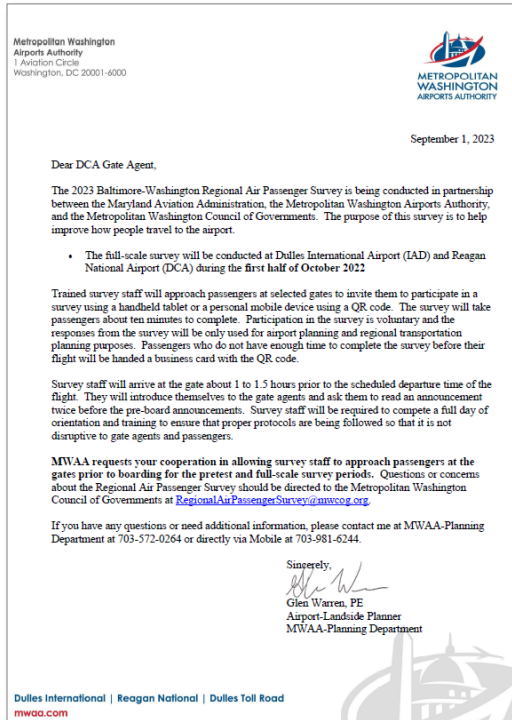 Metropolitan Washington
Airports Authority
1 Aviation Circle
Washington, DC 20001-6000
METROPOLITAN
WASHINGTON
AIRPORTS AUTHORITY
September 1, 2023
Dear DCA Gate Agent,
The 2023 Baltimore-Washington Regional Air Passenger Survey is being conducted in partnership
between the Maryland Aviation Administration, the Metropolitan Washington Airports Authority,
and the Metropolitan Washington Council of Governments. The purpose of this survey is to help
improve how people travel to the airport.
• The full-scale survey will be conducted at Dulles International Airport (IAD) and Reagan
National Airport (DCA) during the first half of October 2022
Trained survey staff will approach passengers at selected gates to invite them to participate in a
survey using a handheld tablet or a personal mobile device using a QR code. The survey will take
passengers about ten minutes to complete. Participation in the survey is voluntary and the
responses from the survey will be only used for airport planning and regional transportation
planning purposes. Passengers who do not have enough time to complete the survey before their
flight will be handed a business card with the QR code.
Survey staff will arrive at the gate about 1 to 1.5 hours prior to the scheduled departure time of the
flight. They will introduce themselves to the gate agents and ask them to read an announcement
twice before the pre-board announcements. Survey staff will be required to compete a full day of
orientation and training to ensure that proper protocols are being followed so that it is not
disruptive to gate agents and passengers.
MWAA requests your cooperation in allowing survey staff to approach passengers at the
gates prior to boarding for the pretest and full-scale survey periods. Questions or concerns
about the Regional Air Passenger Survey should be directed to the Metropolitan Washington
Council of Governments at RegionalAirPassengerSurvey@mwcog.org.
If you have any questions or need additional information, please contact me at MWAA-Planning
Department at 703-572-0264 or directly via Mobile at 703-981-6244.
Sincerely,
Glen Warren, PE
Airport-Landside Planner
MWAA-Planning Department
Dulles International | Reagan National | Dulles Toll Road
mwaa.com